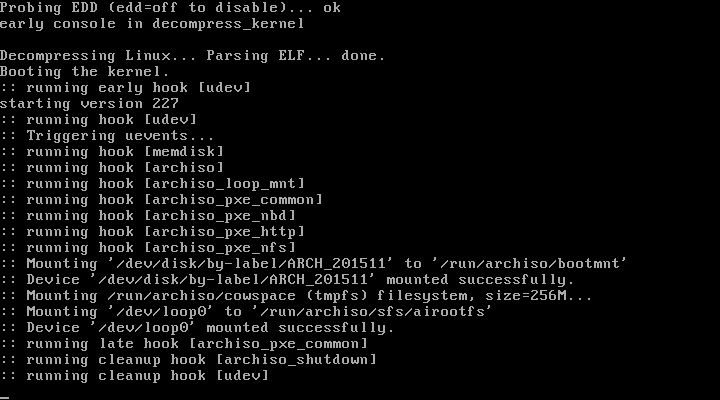 Probing EDD (edd=off to disable)... ok
early console in decompress_kernel
Decompressing Linux... Parsing ELF... done.
Booting the kernel.
:: running early hook [udev]
starting version 227
:: running hook [udev]
:: Triggering uevents...
:: running hook [memdisk]
:: running hook [archiso]
:: running hook [archiso_loop_mnt]
:: running hook [archiso_pxe_common]
:: running hook [archiso_pxe_nbd]
:: running hook [archiso_pxe_http]
:: running hook [archiso_pxe_nfs]
:: Mounting '/dev/disk/by-label/ARCH_201511' to '/run/archiso/bootmnt'
:: Device '/dev/disk/by-label/ARCH_201511' mounted successfully.
:: Mounting /run/archiso/cowspace (tmpfs) filesystem, size=256M...
:: Mounting '/dev/loop0' to '/run/archiso/sfs/airootfs'
:: Device '/dev/loop0' mounted successfully.
:: running late hook [archiso_pxe_common]
:: running cleanup hook [archiso_shutdown]
:: running cleanup hook [udev]